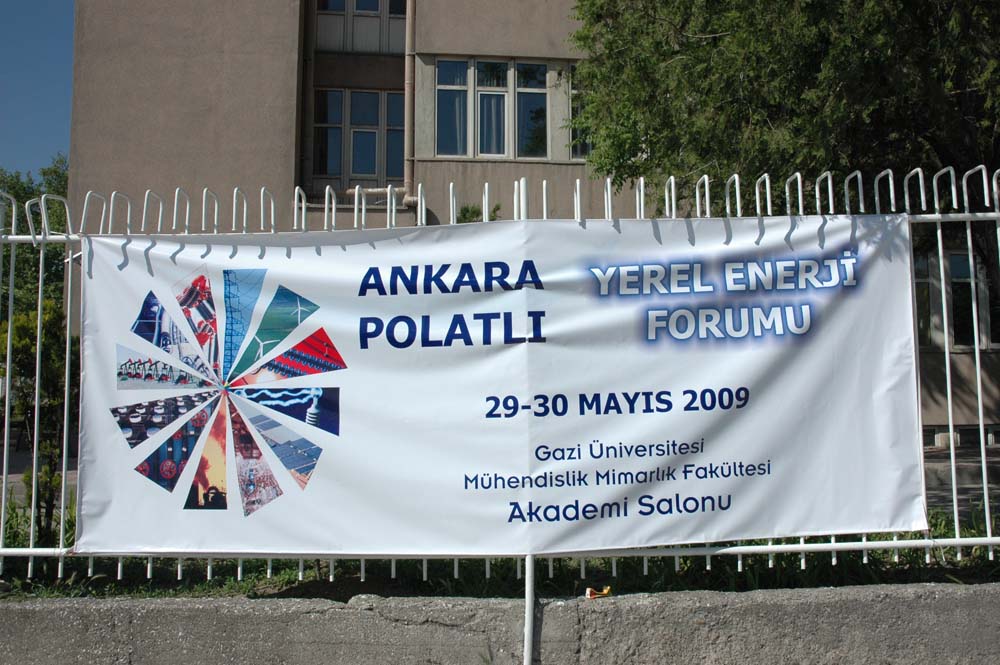 ANKARA
POLATLI
YEREL ENERJİ
FORUMU
29-30 MAYIS 2009
Gazi Üniversitesi
Mühendislik Mimarlık Fakültesi
Akademi Salonu